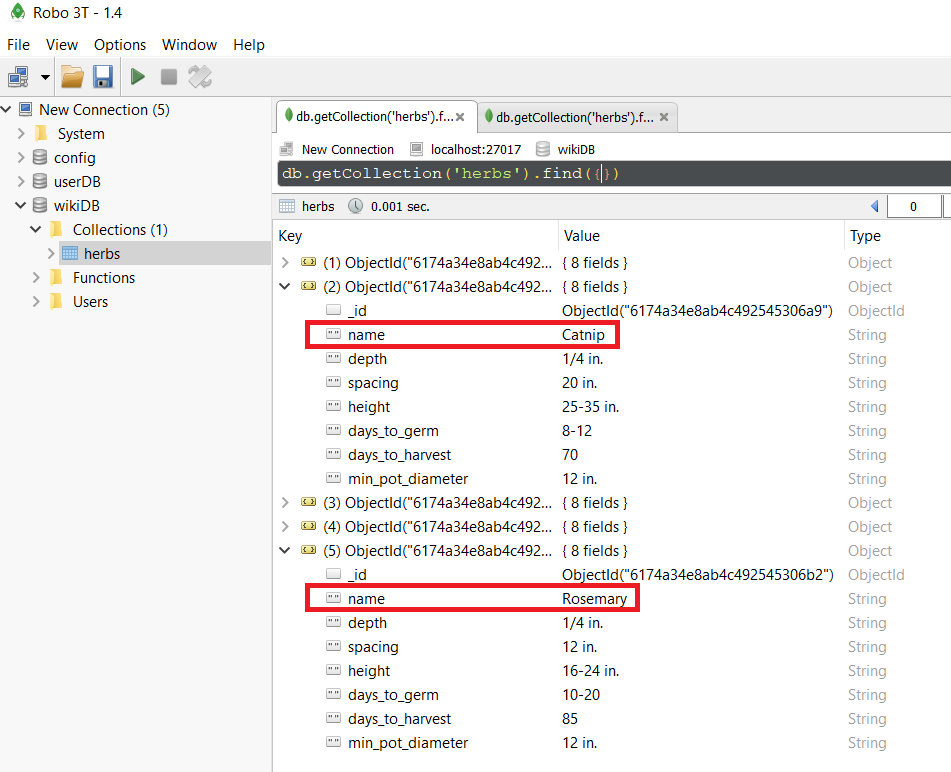 Robo 3T - 1.4
File View Options Window Help
New Connection (5)
System
config
userDB
wikiDB
Collections (1)
herbs
Functions
Users
db.getCollection('herbs').f...
db.getCollection('herbs').f...
New Connection localhost:27017 wikiDB
db.getCollection('herbs').find({})
herbs 0.001 sec. 0
Key Value Type
(1) ObjectId("6174a34e8ab4c492... { 8 fields } Object
(2) ObjectId("6174a34e8ab4c492... { 8 fields } Object
_id ObjectId("6174a34e8ab4c492545306a9") ObjectId
name Catnip String
depth 1/4 in. String
spacing 20 in. String
height 25-35 in. String
days_to_germ 8-12 String
days_to_harvest 70 String
min_pot_diameter 12 in. String
(3) ObjectId("6174a34e8ab4c492... { 8 fields } Object
(4) ObjectId("6174a34e8ab4c492... { 8 fields } Object
(5) ObjectId("6174a34e8ab4c492... { 8 fields } Object
_id ObjectId("6174a34e8ab4c492545306b2") ObjectId
name Rosemary String
depth 1/4 in. String
spacing 12 in. String
height 16-24 in. String
days_to_germ 10-20 String
days_to_harvest 85 String
min_pot_diameter 12 in. String